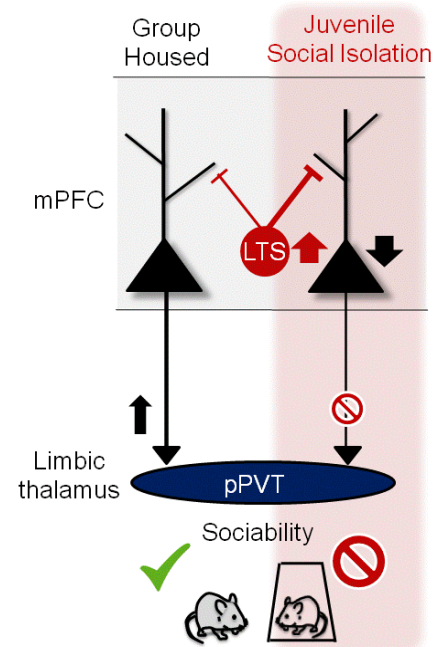 Group
Housed
Juvenile
Social Isolation
mPFC
LTS
Limbic
thalamus
pPVT
Sociability